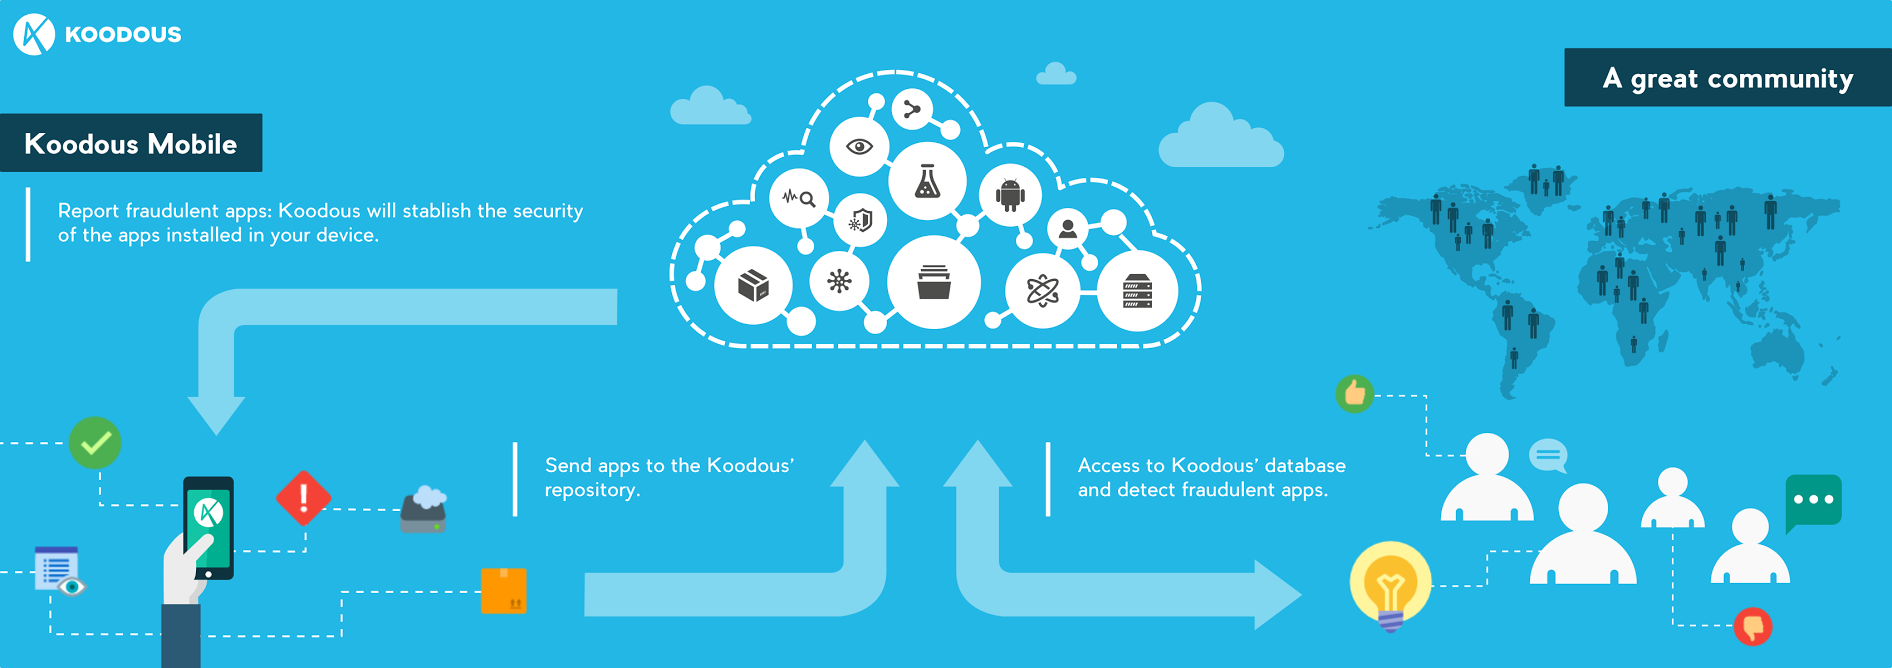 KOODOUS
A great community
Koodous Mobile
Report fraudulent apps: Koodous will stablish the security
of the apps installed in your device.
Send apps to the Koodous’
repository.
Access to Koodous’ database
and detect fraudulent apps.